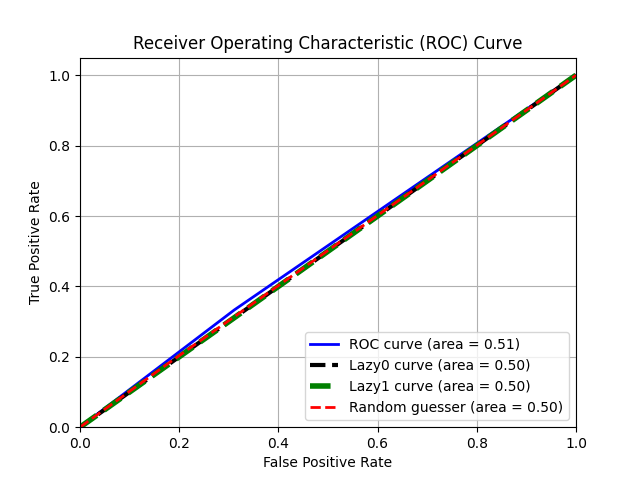 Receiver Operating Characteristic (ROC) Curve
True Positive Rate
1.0
0.8
0.6
0.4
0.2
0.0
ROC curve (area = 0.51)
Lazy0 curve (area = 0.50)
Lazy1 curve (area = 0.50)
Random guesser (area = 0.50)
0.0 0.2 0.4 0.6 0.8 1.0
False Positive Rate